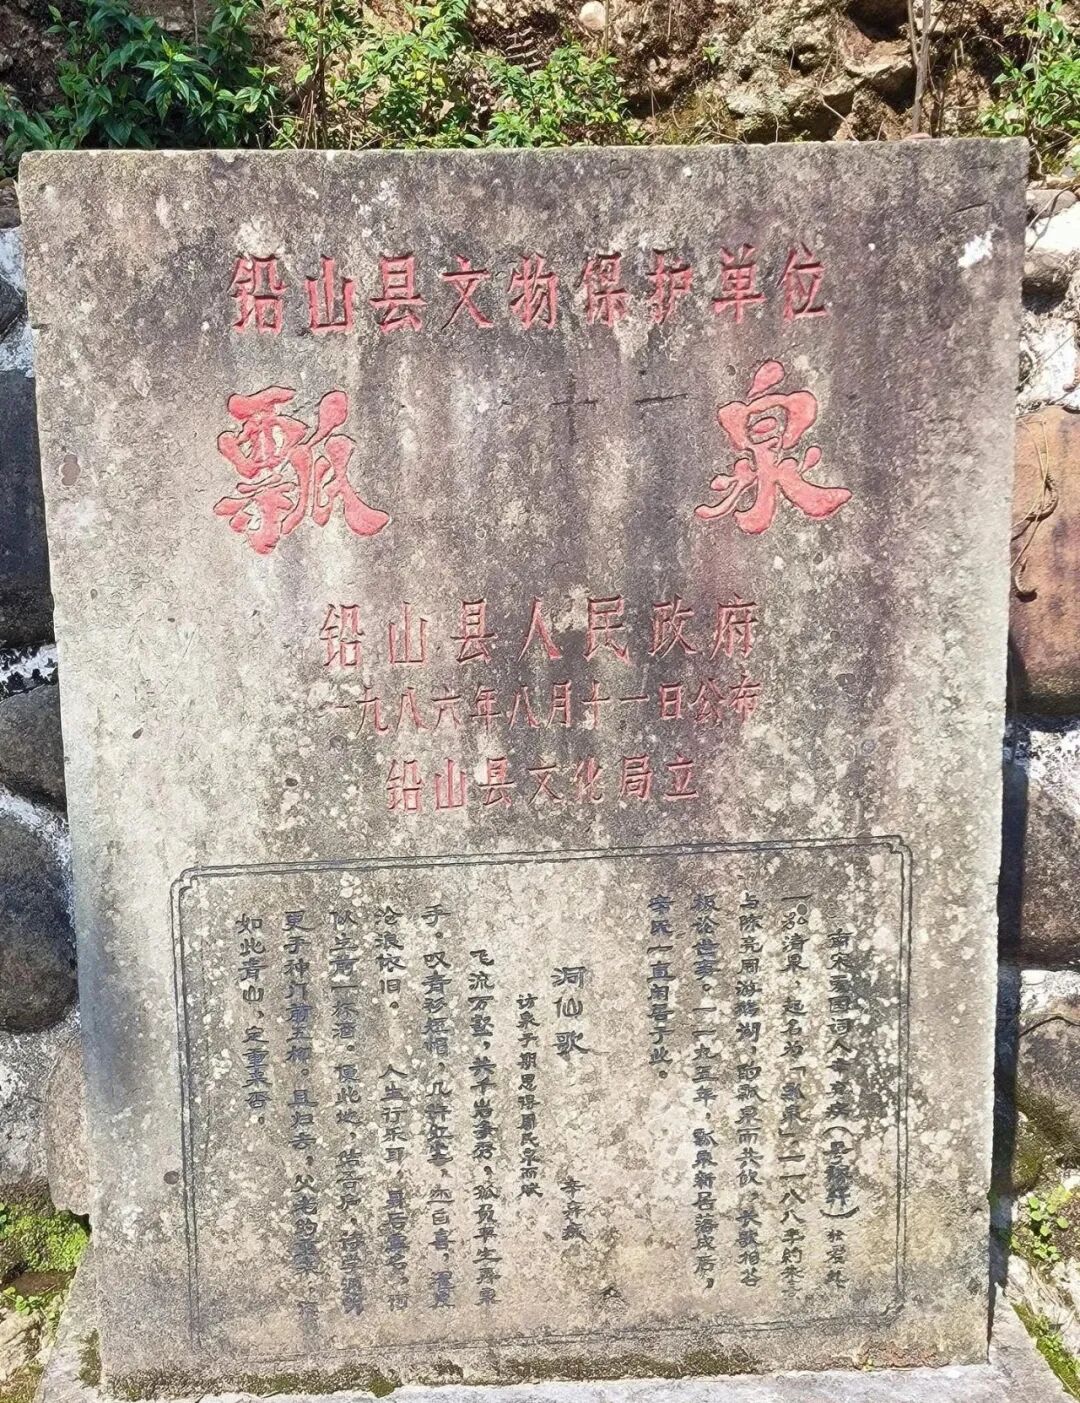 铅山县文物保护单位
瓢泉
铅山县人民政府
一九八六年八月十一日公布
铅山县文化局立
南宋爱国词人辛弃疾（号稼轩）
一泓清泉，起名为「瓢泉」一一八八年约
与陈亮同游鹅湖，酌瓢泉而共饮，长歌相答
极论世事。一一九五年，瓢泉新居落成后，
辛氏一直闲居于此。
洞仙歌
访泉于期思得周氏泉而赋
辛弃疾
飞流万壑，共千岩争秀，孤负平生弄泉
手。叹青衫短帽，几许红尘，还自喜，濯发
沧浪依旧。 人生行乐耳，身后虚名，何
似生前一杯酒。便此地，结吾庐，待学渊明
更手种门前五柳。且归去，父老约重来，
如此青山，定重来否。